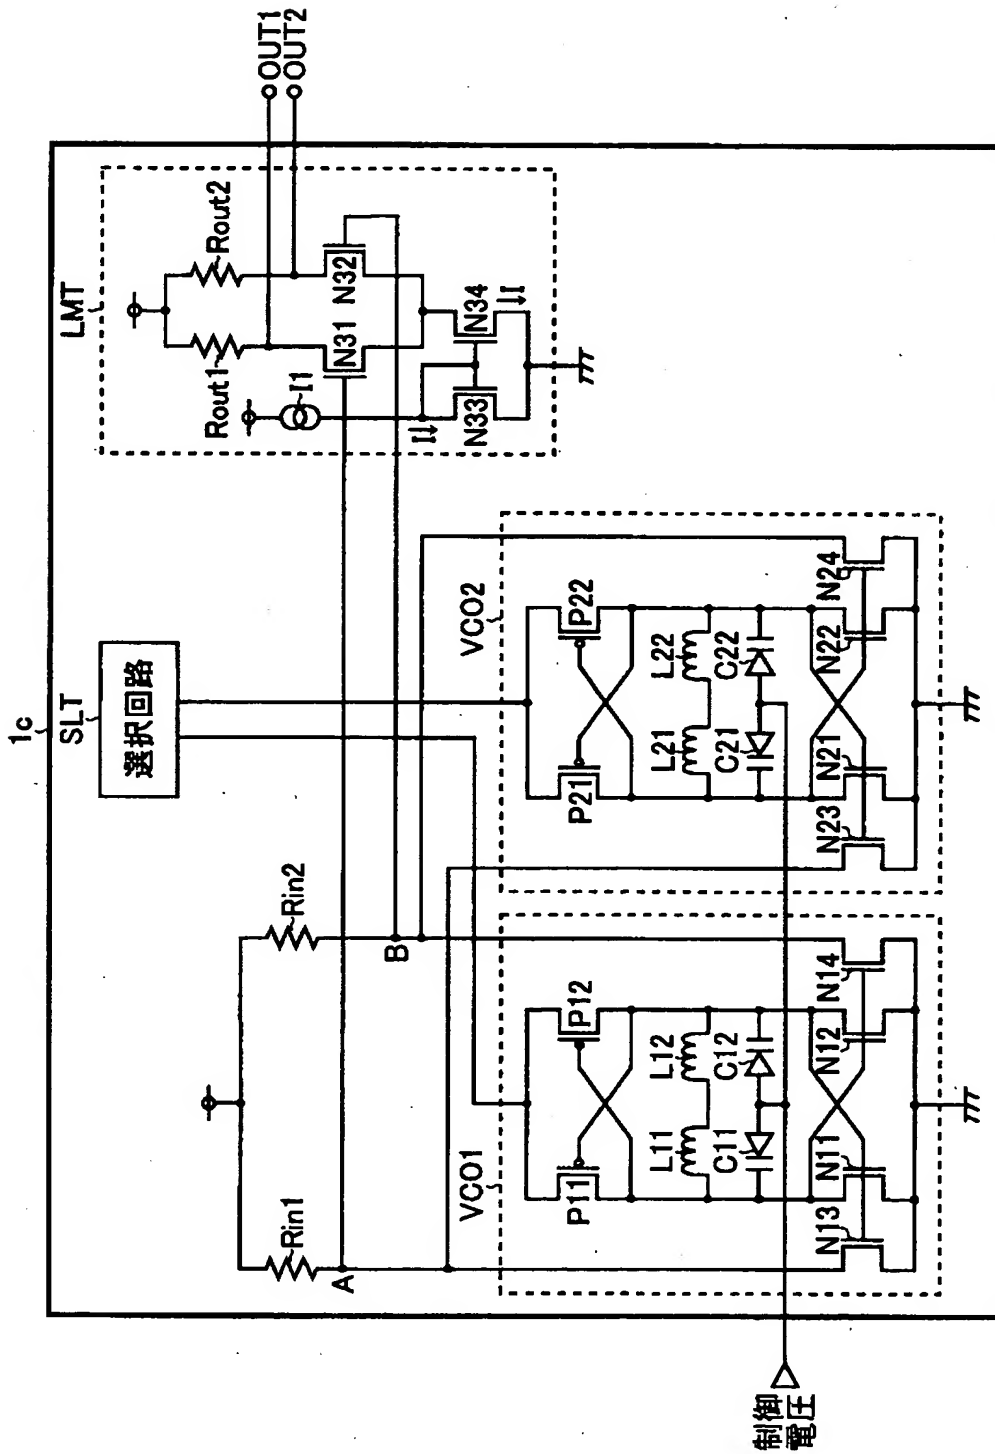 1c
SLT
選択回路
LMT
Rout1
Rout2
I1
N31
N32
I
N33
N34
I
OUT1
OUT2
Rin1
Rin2
A
B
VCO1
P11
P12
L11
L12
C11
C12
N13
N11
N12
N14
VCO2
P21
P22
L21
L22
C21
C22
N23
N21
N22
N24
制御
電圧